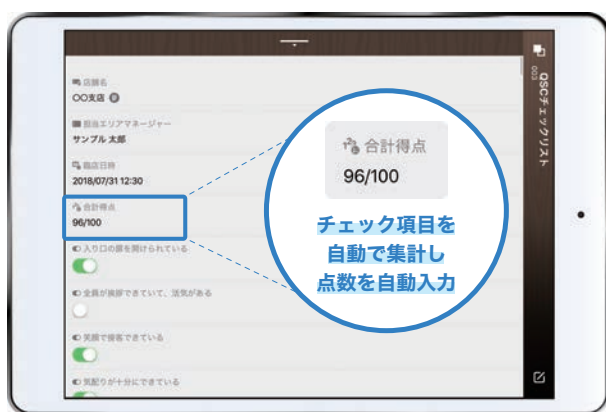 店舗名
〇〇支店
担当エリアマネージャー
サンプル 太郎
臨店日時
2018/07/31 12:30
合計得点
96/100
入り口の扉を開けられている
全員が挨拶できていて、活気がある
笑顔で接客できている
気配りが十分にできている
合計得点
96/100
チェック項目を
自動で集計し
点数を自動入力
QSCチェックリスト
003